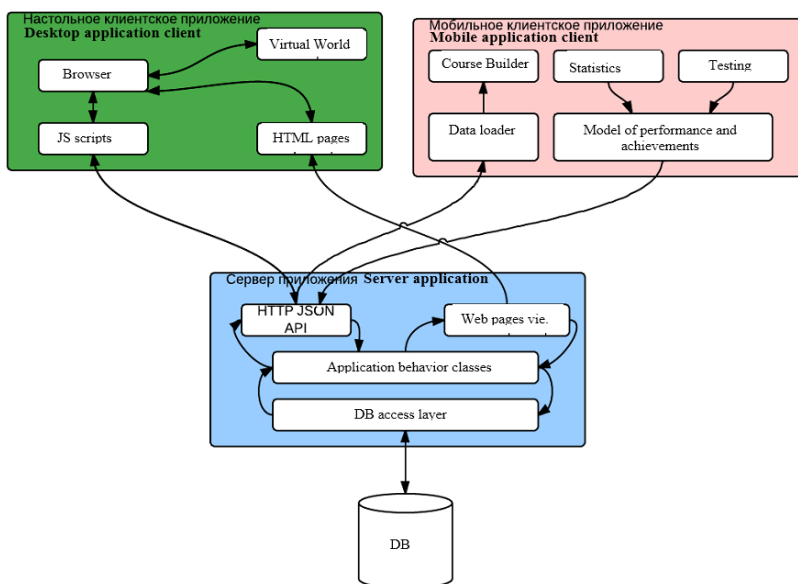 Настольное клиентское приложение
Desktop application client
Virtual World
Browser
JS scripts
HTML pages
Мобильное клиентское приложение
Mobile application client
Course Builder
Statistics
Testing
Data loader
Model of performance and
achievements
Сервер приложения Server application
HTTP JSON
API
Web pages vie.
Application behavior classes
DB access layer
DB